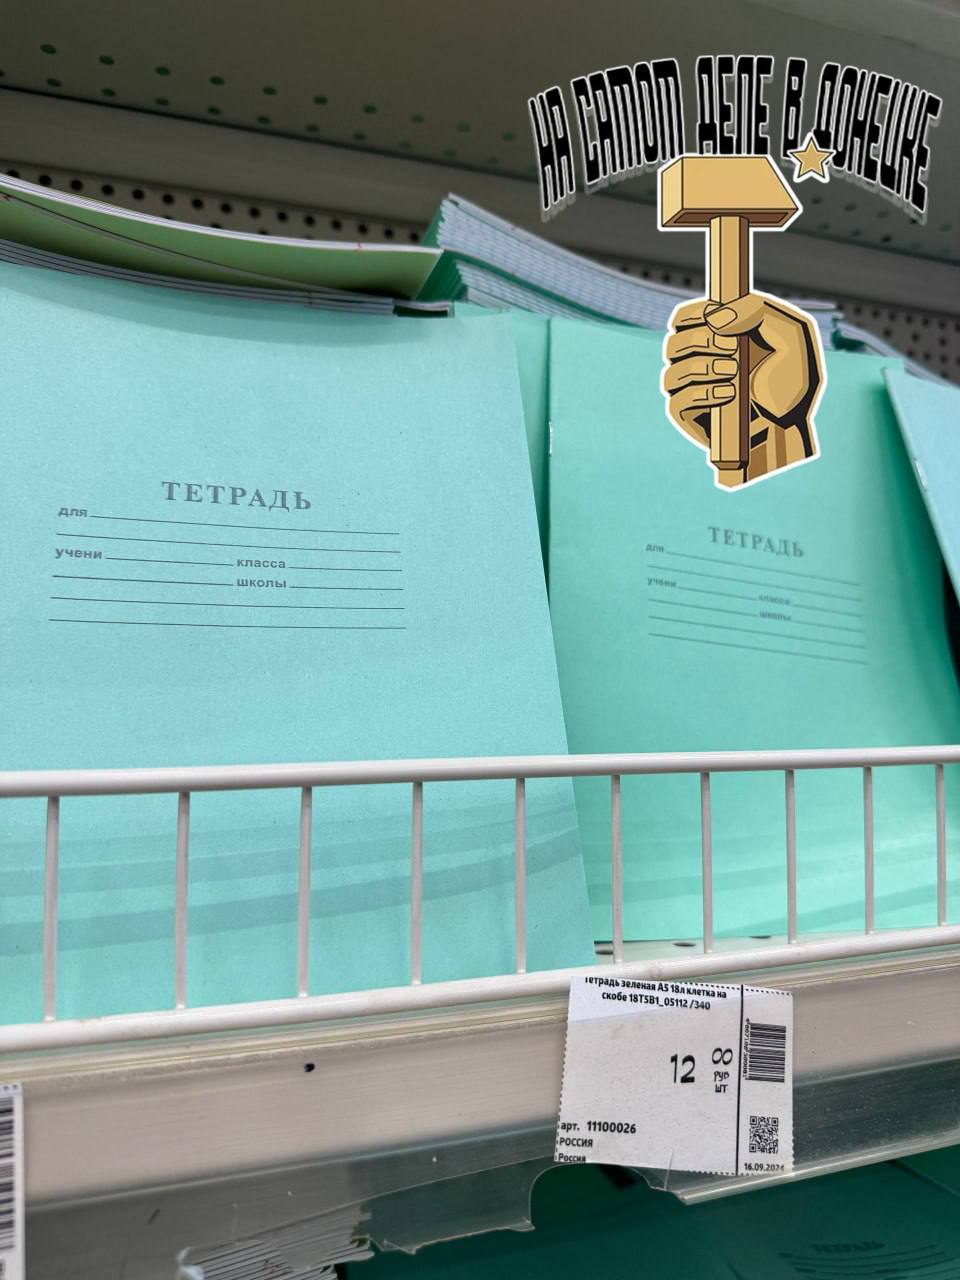 НА САМОМ ДЕЛЕ В ДОНЕЦКЕ
ТЕТРАДЬ
для
учени класса
школы
ТЕТРАДЬ
для
учени класса
школы
Тетрадь зеленая А5 18л клетка на
скобе 18Т5В1_05112 /340
12 00
РУБ
ШТ
арт. 11100026
РОССИЯ
Россия
16.09.2024
ТЕТРАДЬ